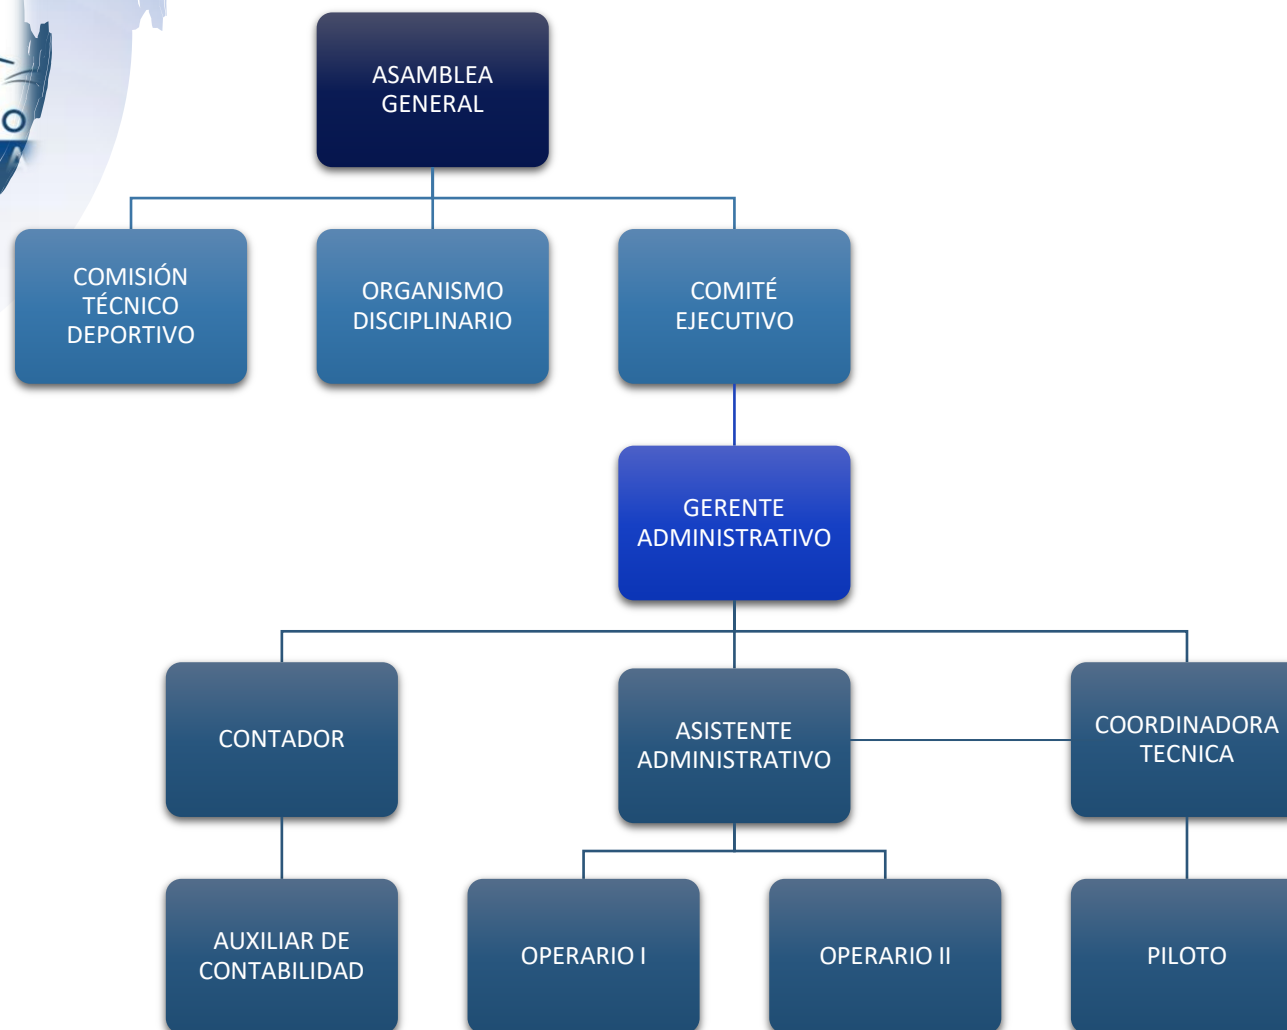 ASAMBLEA
GENERAL
COMISIÓN
TÉCNICO
DEPORTIVO
ORGANISMO
DISCIPLINARIO
COMITÉ
EJECUTIVO
GERENTE
ADMINISTRATIVO
CONTADOR
ASISTENTE
ADMINISTRATIVO
COORDINADORA
TECNICA
AUXILIAR DE
CONTABILIDAD
OPERARIO I
OPERARIO II
PILOTO